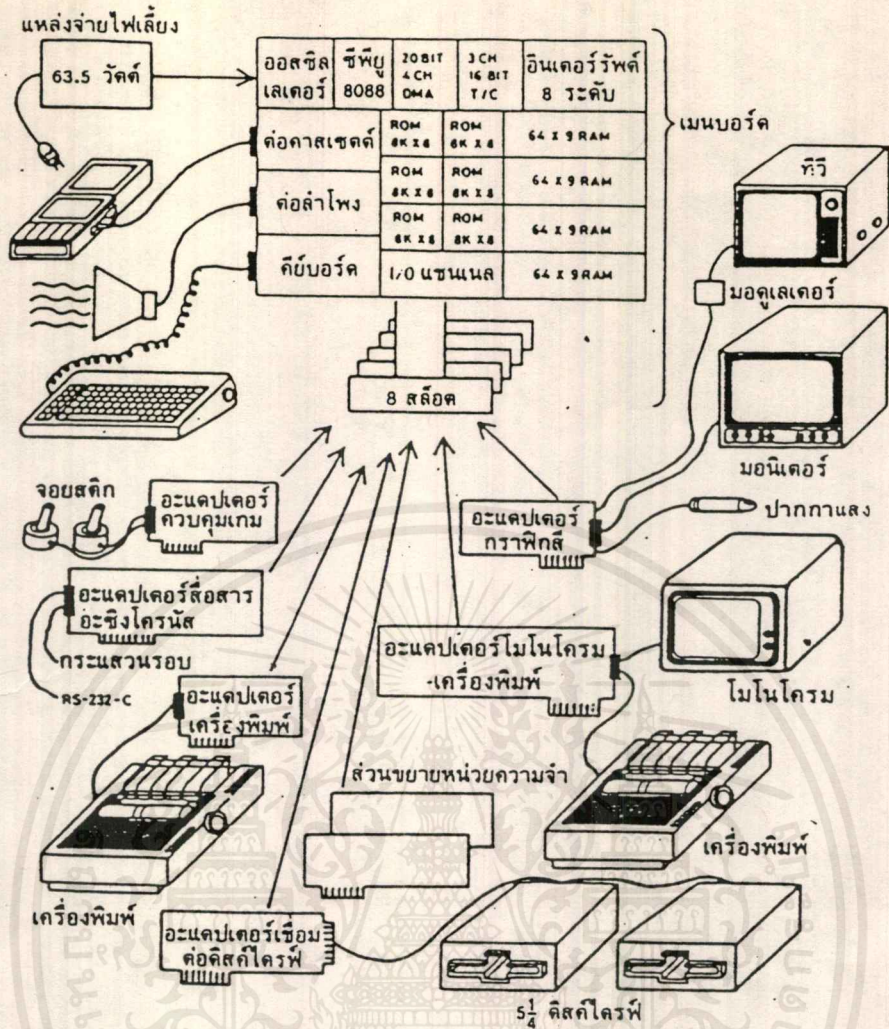 แหล่งจ่ายไฟเลี้ยง
63.5 วัตต์
ออสซิล
เลเตอร์
ซีพียู
8088
20 BIT
4 CH
DMA
3 CH
16 BIT
T/C
อินเตอร์รัพต์
8 ระดับ
เมนบอร์ด
ต่อคาสเซตต์
ROM
8K X 8
ROM
8K X 8
64 X 9 RAM
ROM
8K X 8
ROM
8K X 8
64 X 9 RAM
ต่อลำโพง
ROM
8K X 8
ROM
8K X 8
64 X 9 RAM
คีย์บอร์ด
I/O แชนเนล
64 X 9 RAM
8 สล็อต
ทีวี
มอดูเลเตอร์
มอนิเตอร์
ปากกาแสง
จอยสติก
อะแดปเตอร์
ควบคุมเกม
อะแดปเตอร์
กราฟิกสี
อะแดปเตอร์สื่อสาร
อะซิงโครนัส
กระแสวนรอบ
RS-232-C
อะแดปเตอร์
เครื่องพิมพ์
อะแดปเตอร์โมโนโครม
-เครื่องพิมพ์
โมโนโครม
ส่วนขยายหน่วยความจำ
เครื่องพิมพ์
เครื่องพิมพ์
อะแดปเตอร์เชื่อม
ต่อดิสค์ไดรฟ์
5 1/4 ดิสค์ไดรฟ์